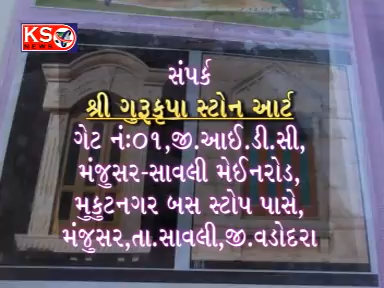 KS
NEWS
સંપર્ક
શ્રી ગુરૂકૃપા સ્ટોન આર્ટ
ગેટ નં:૦૧,જી.આઈ.ડી.સી,
મંજુસર-સાવલી મેઈનરોડ,
મુકુટનગર બસ સ્ટોપ પાસે,
મંજુસર,તા.સાવલી,જી.વડોદરા